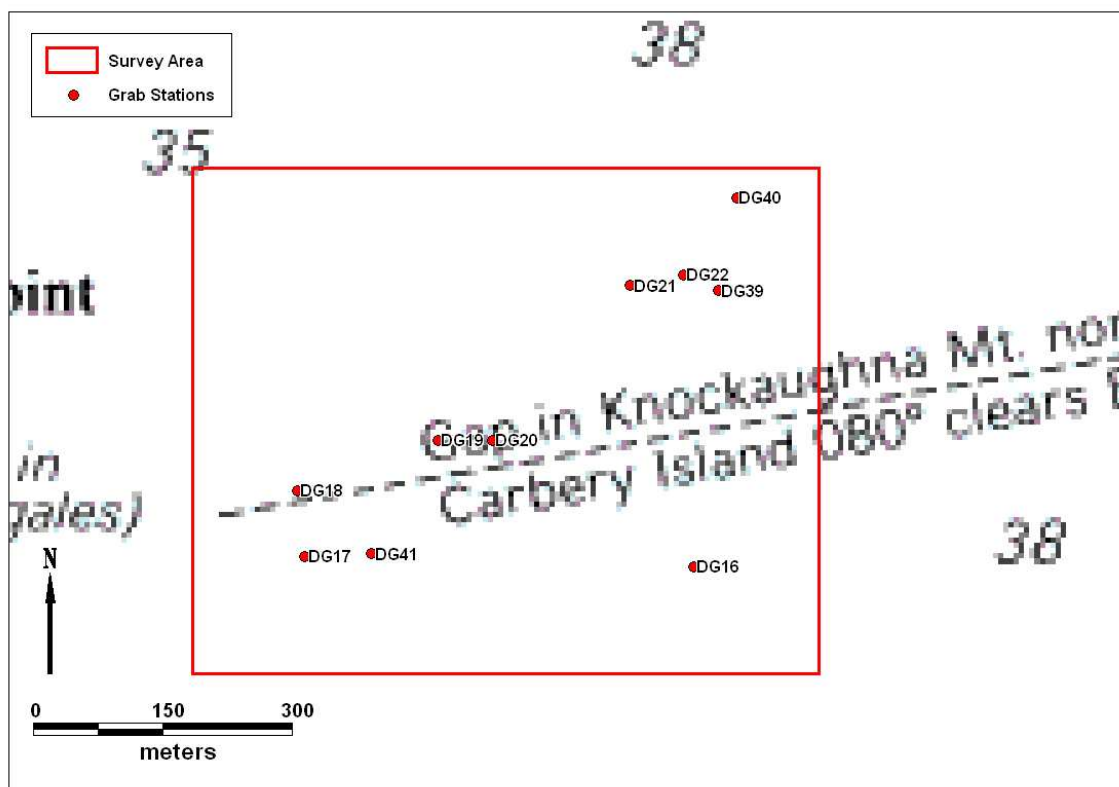 38
Survey Area
Grab Stations
35
DG40
DG22
DG21
DG39
oint
Gap in Knockaughna Mt. nor
DG19
DG20
Carbery Island 080° clears
in
DG18
gales)
38
N
DG17
DG41
DG16
0 150 300
meters